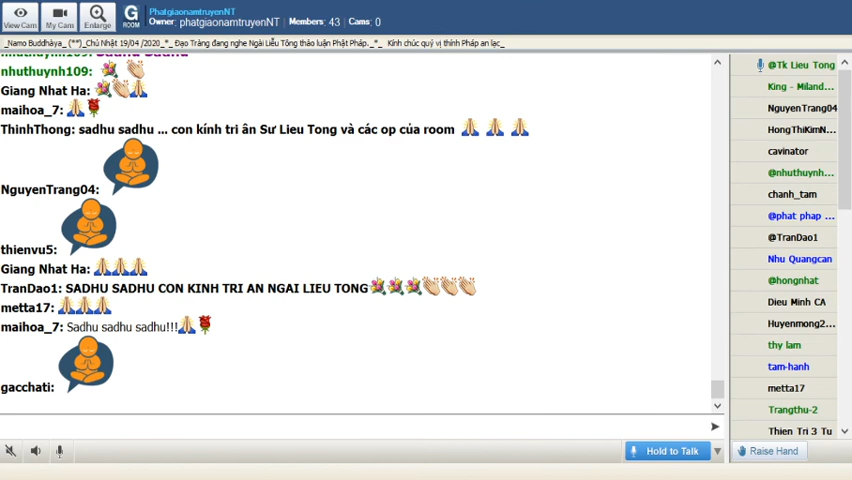 PhatgiaonamtruyenNT
Owner: phatgiaonamtruyenNT Members: 43 Cams: 0
View Cam My Cam Enlarge G ROOM
_Namo Buddhàya_ (**)_Chủ Nhật 19/04 /2020_*_ Đạo Tràng đang nghe Ngài Liễu Tông thảo luận Phật Pháp._*_ Kính chúc quý vị thính Pháp an lạc_
nhuthuynh109:
Giang Nhat Ha:
maihoa_7:
ThinhThong: sadhu sadhu ... con kính tri ân Sư Lieu Tong và các op của room
NguyenTrang04:
thienvu5:
Giang Nhat Ha:
TranDao1: SADHU SADHU CON KINH TRI AN NGAI LIEU TONG
metta17:
maihoa_7: Sadhu sadhu sadhu!!!
gacchati:
@Tk Lieu Tong
King - Miland...
NguyenTrang04
HongThiKimN...
cavinator
@nhuthuynh...
chanh_tam
@phat phap ...
@TranDao1
Nhu Quangcan
@hongnhat
Dieu Minh CA
Huyenmong2...
thy lam
tam-hanh
metta17
Trangthu-2
Thien Tri 3 Tu
Hold to Talk
Raise Hand